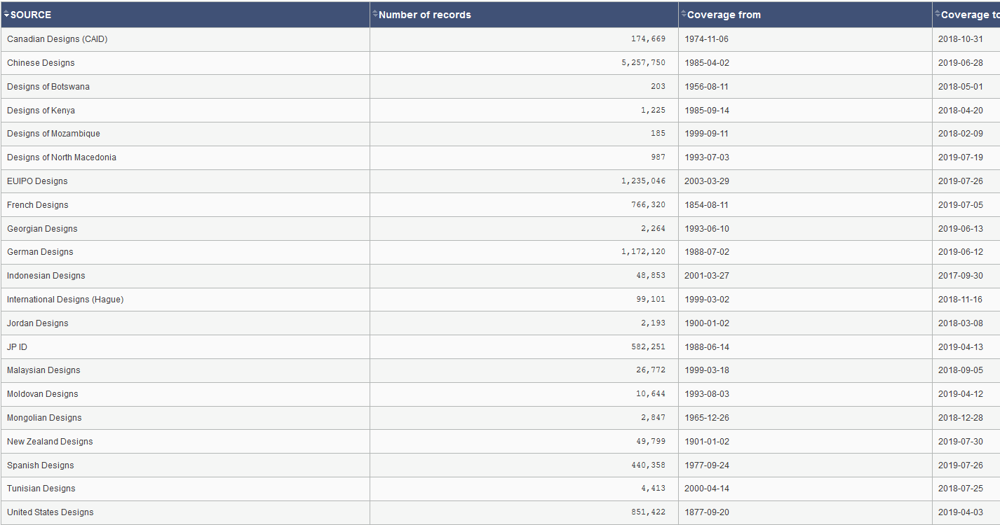 SOURCE Number of records Coverage from Coverage to
Canadian Designs (CAID) 174,669 1974-11-06 2018-10-31
Chinese Designs 5,257,750 1985-04-02 2019-06-28
Designs of Botswana 203 1956-08-11 2018-05-01
Designs of Kenya 1,225 1985-09-14 2018-04-20
Designs of Mozambique 185 1999-09-11 2018-02-09
Designs of North Macedonia 987 1993-07-03 2019-07-19
EUIPO Designs 1,235,046 2003-03-29 2019-07-26
French Designs 766,320 1854-08-11 2019-07-05
Georgian Designs 2,264 1993-06-10 2019-06-13
German Designs 1,172,120 1988-07-02 2019-06-12
Indonesian Designs 48,853 2001-03-27 2017-09-30
International Designs (Hague) 99,101 1999-03-02 2018-11-16
Jordan Designs 2,193 1900-01-02 2018-03-08
JP ID 582,251 1988-06-14 2019-04-13
Malaysian Designs 26,772 1999-03-18 2018-09-05
Moldovan Designs 10,644 1993-08-03 2019-04-12
Mongolian Designs 2,847 1965-12-26 2018-12-28
New Zealand Designs 49,799 1901-01-02 2019-07-30
Spanish Designs 440,358 1977-09-24 2019-07-26
Tunisian Designs 4,413 2000-04-14 2018-07-25
United States Designs 851,422 1877-09-20 2019-04-03